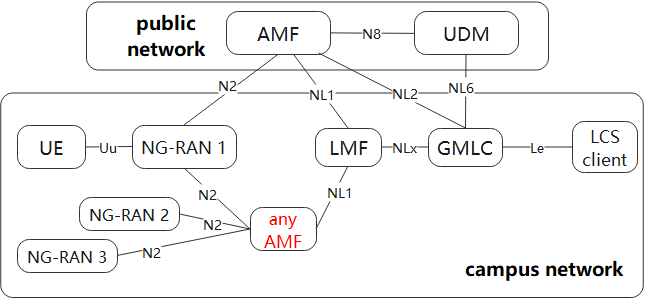 public
network
AMF
N8
UDM
N2
NL1
NL2
NL6
UE
Uu
NG-RAN 1
LMF
NLx
GMLC
Le
LCS
client
N2
NL1
NG-RAN 2
N2
any
AMF
NG-RAN 3
N2
campus network